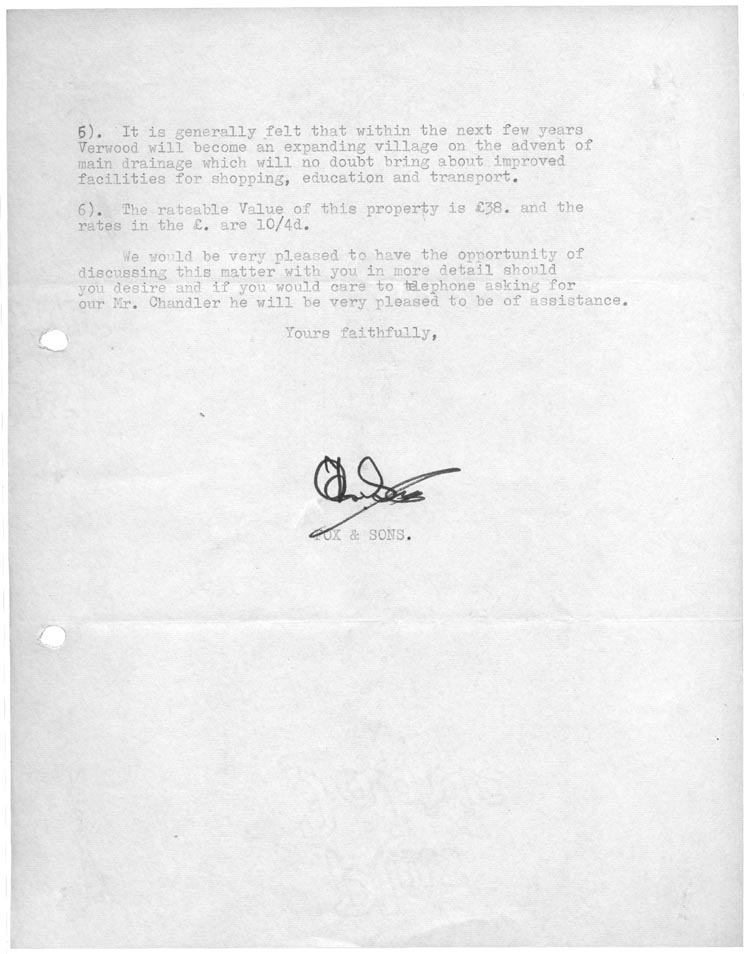 5).  It is generally felt that within the next few years
Verwood will become an expanding village on the advent of
main drainage which will no doubt bring about improved
facilities for shopping, education and transport.
6).  The rateable Value of this property is £38. and the
rates in the £. are 10/4d.
We would be very pleased to have the opportunity of
discussing this matter with you in more detail should
you desire and if you would care to telephone asking for
our Mr. Chandler he will be very pleased to be of assistance.
Yours faithfully,
FOX & SONS.